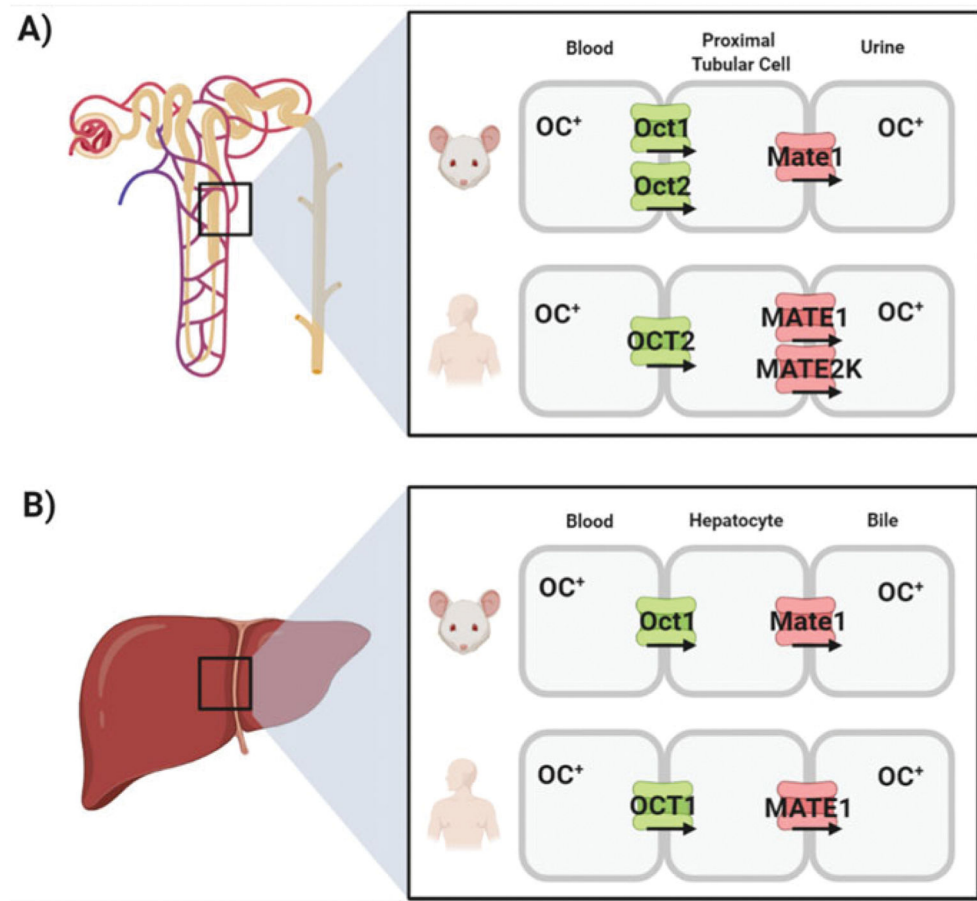 A)
Blood
Proximal
Tubular Cell
Urine
OC⁺
Oct1
Oct2
Mate1
OC⁺
OC⁺
OCT2
MATE1
MATE2K
OC⁺
B)
Blood
Hepatocyte
Bile
OC⁺
Oct1
Mate1
OC⁺
OC⁺
OCT1
MATE1
OC⁺